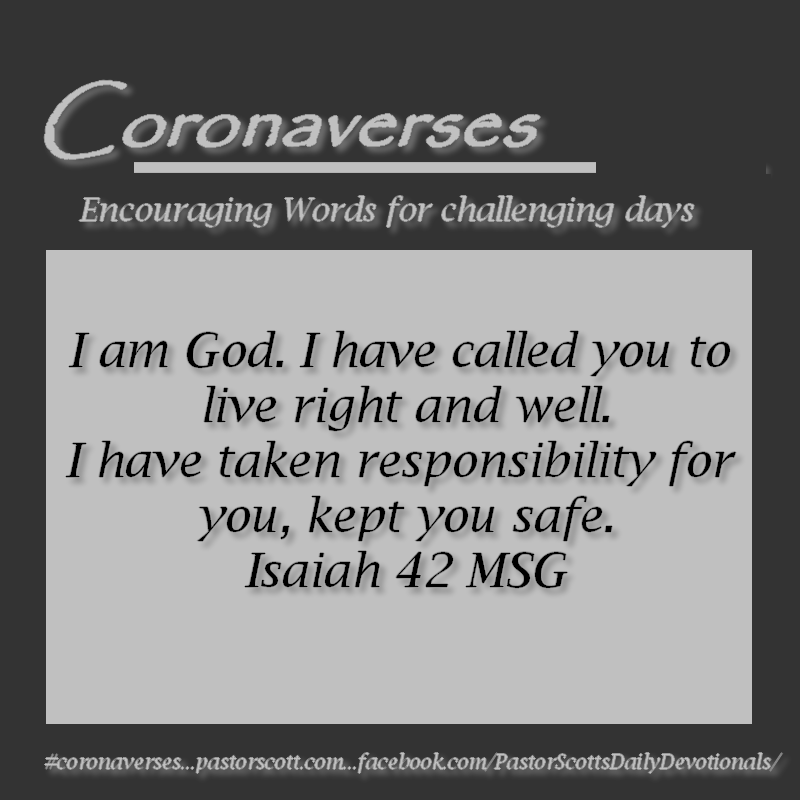 Coronaverses
Encouraging Words for challenging days
I am God. I have called you to
live right and well.
I have taken responsibility for
you, kept you safe.
Isaiah 42 MSG
#coronaverses...pastorscott.com...facebook.com/PastorScottsDailyDevotionals/